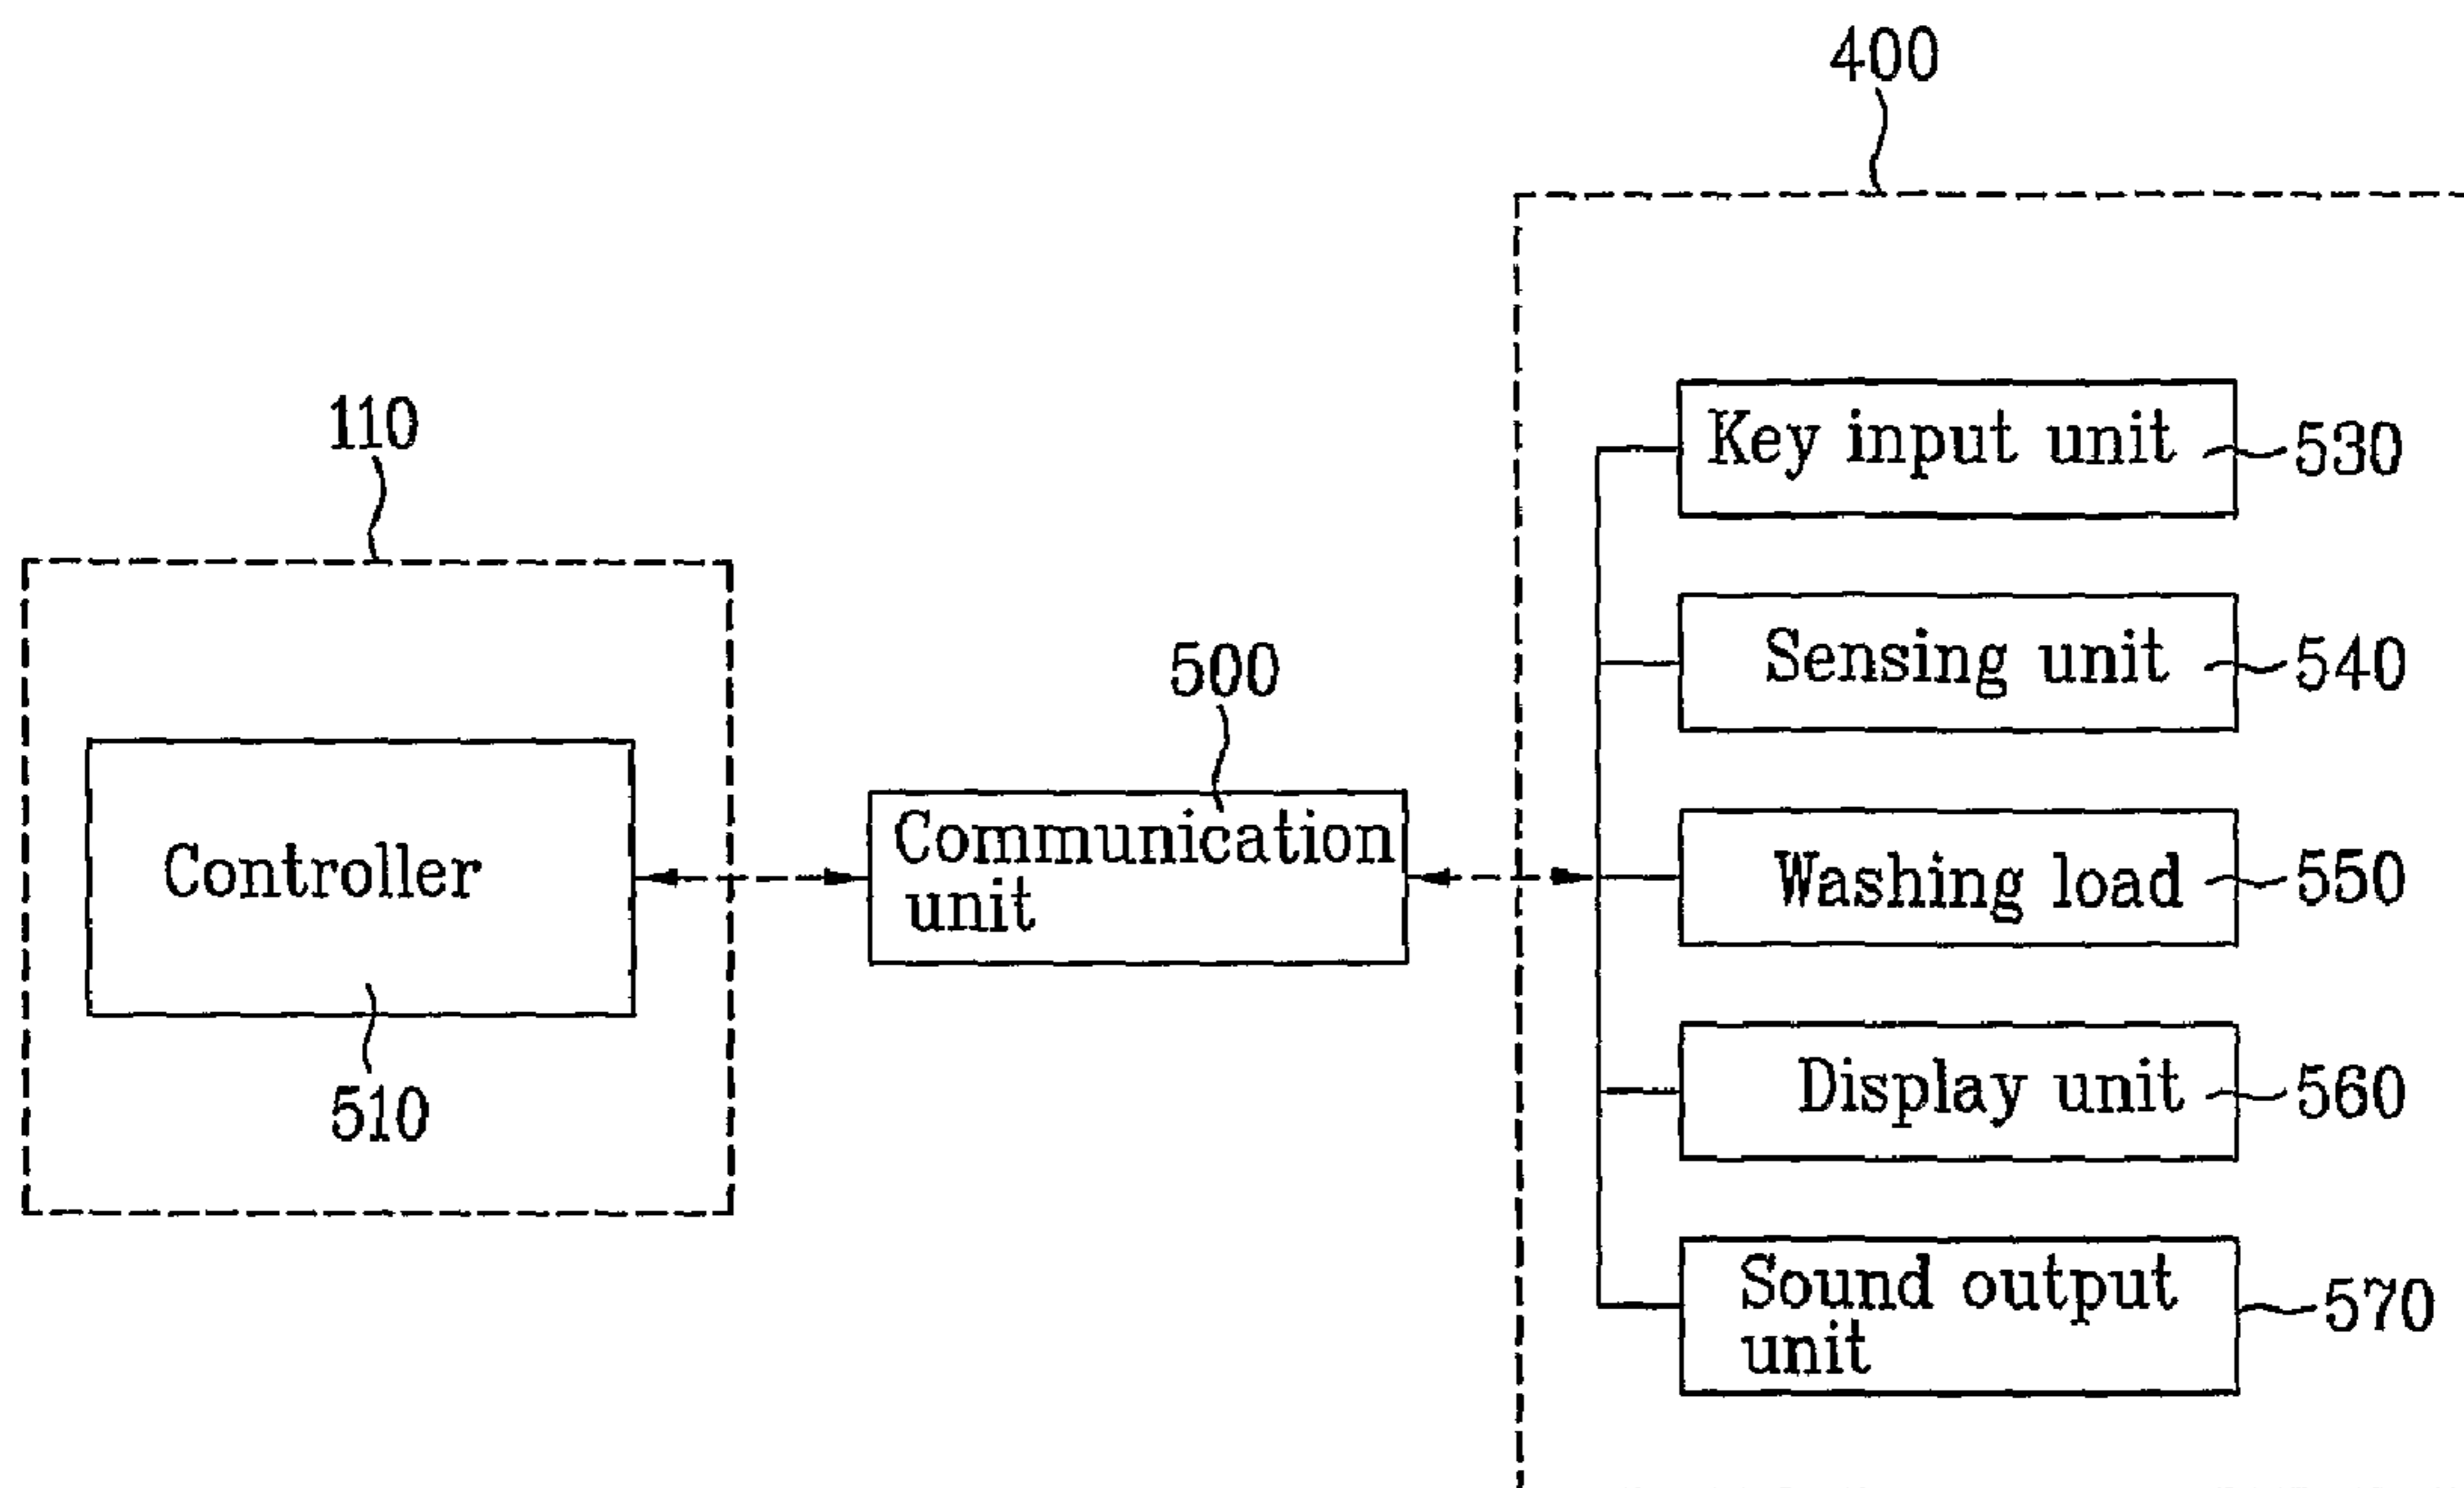 400
110
Key input unit
530
Sensing unit
540
500
Controller
510
Communication
unit
Washing load
550
Display unit
560
Sound output
unit
570